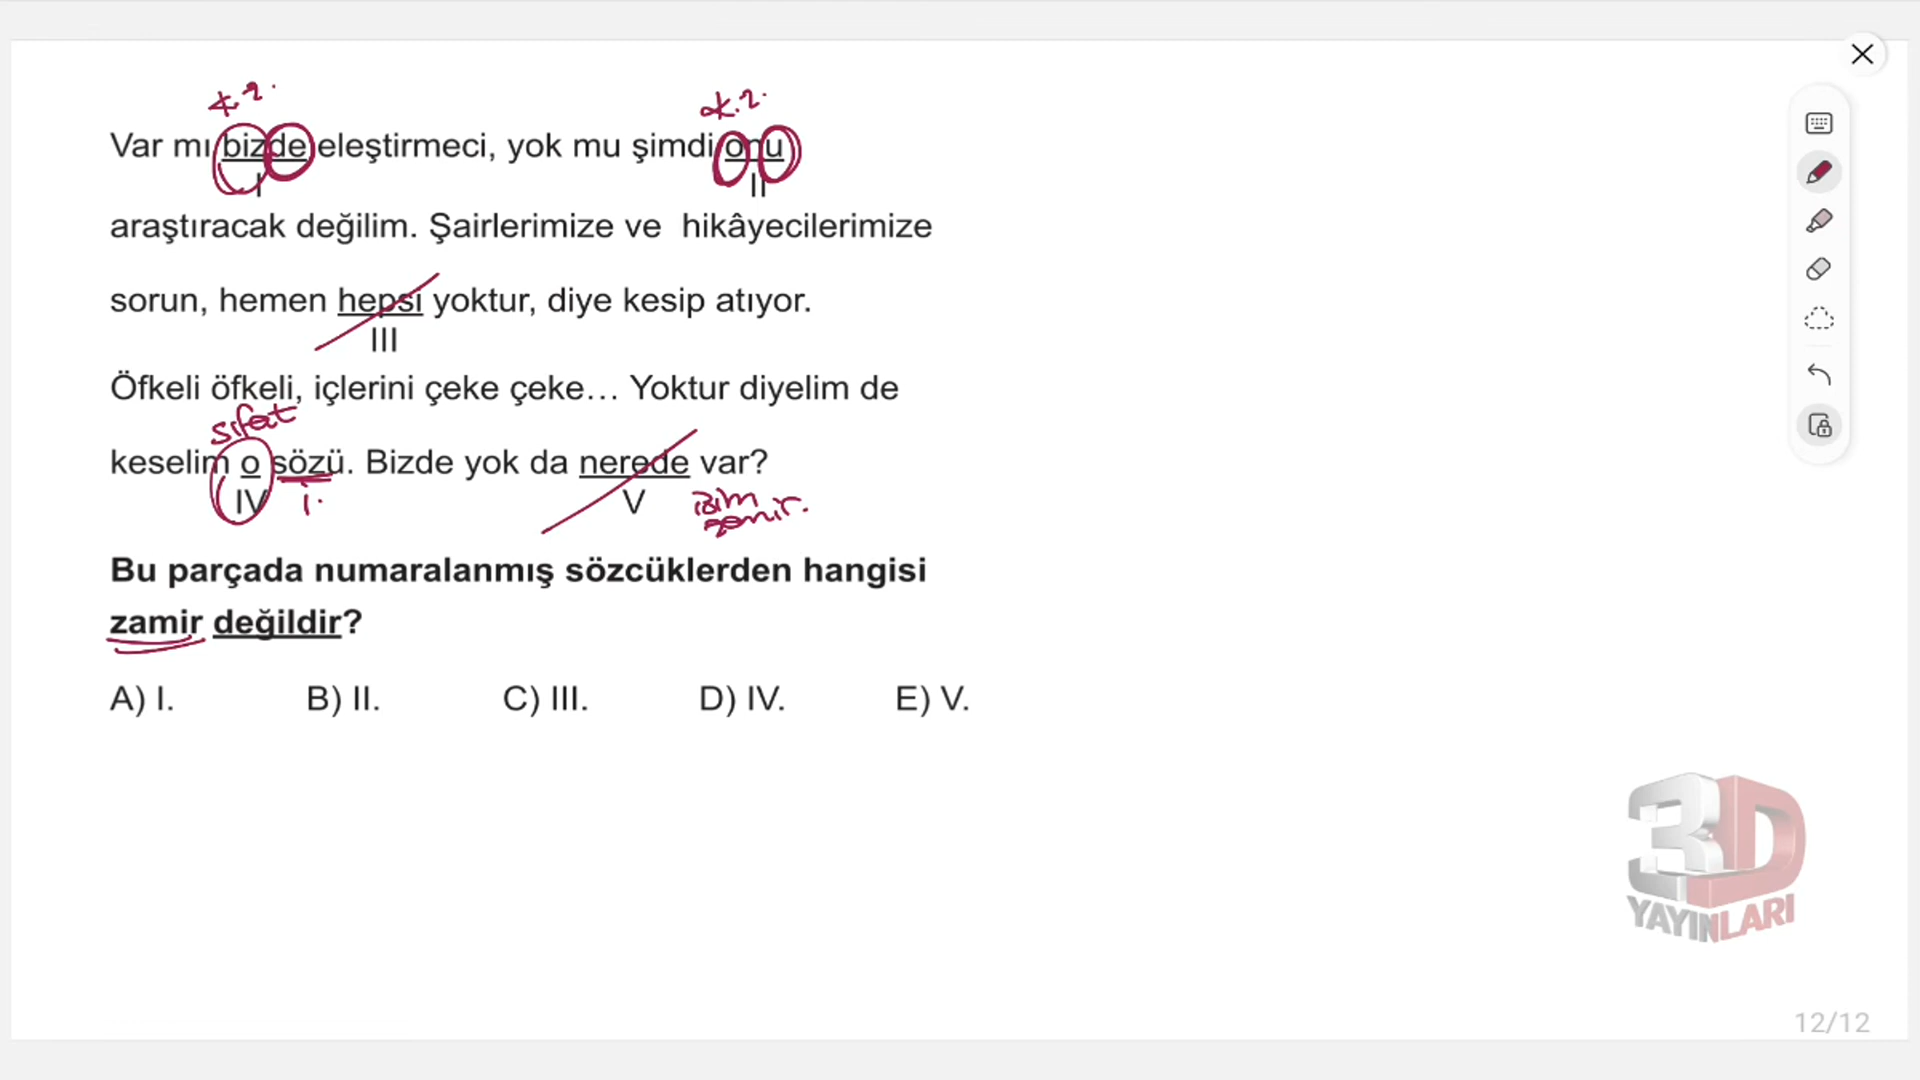 k.z. k.z.
Var mı bizde eleştirmeci, yok mu şimdi onu
I II
araştıracak değilim. Şairlerimize ve hikâyecilerimize
sorun, hemen hepsi yoktur, diye kesip atıyor.
III
Öfkeli öfkeli, içlerini çeke çeke… Yoktur diyelim de
sıfat
keselim o sözü. Bizde yok da nerede var?
IV i. V isim
zamir.
Bu parçada numaralanmış sözcüklerden hangisi
zamir değildir?
A) I. B) II. C) III. D) IV. E) V.
3D
YAYINLARI
12/12